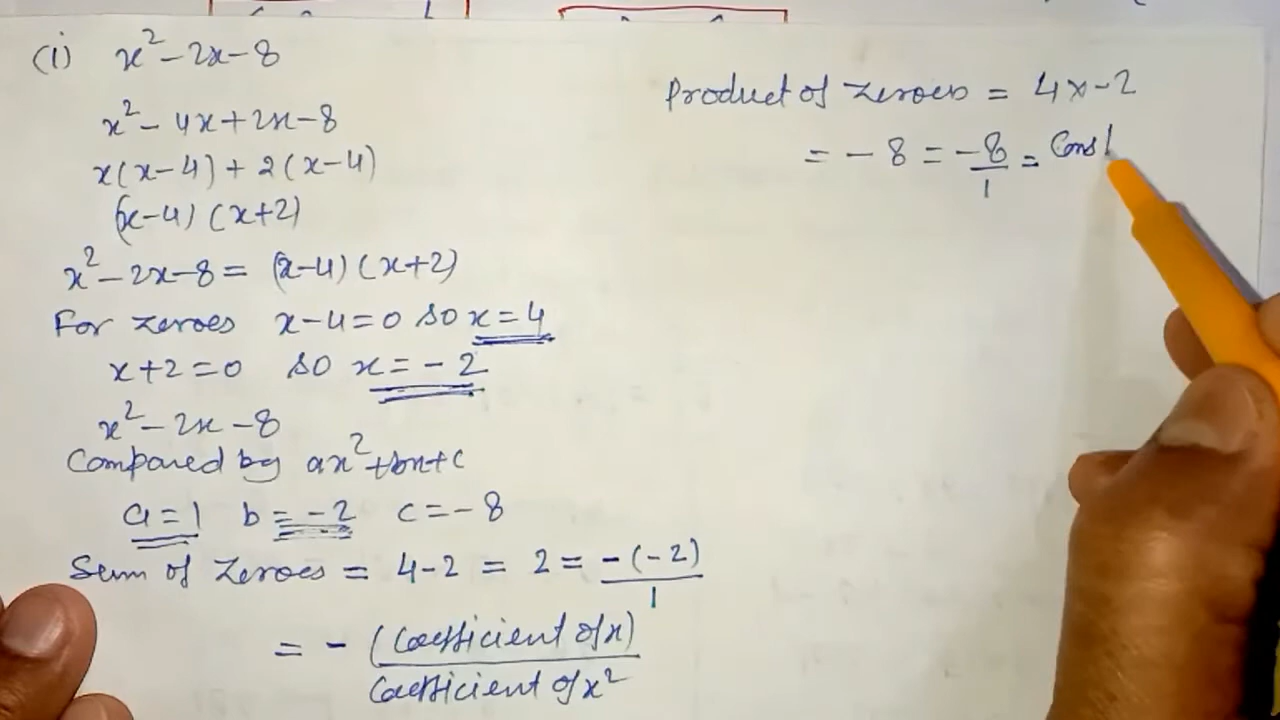 (i) x² - 2x - 8
x² - 4x + 2x - 8
x(x-4) + 2(x-4)
(x-4) (x+2)
x² - 2x - 8 = (x-4) (x+2)
For zeroes x-4=0 so x=4
x+2=0 so x=-2
x² - 2x - 8
Compared by ax²+bx+c
a=1 b=-2 c=-8
Sum of zeroes = 4-2 = 2 = -(-2)/1
= - (Coefficient of x)/Coefficient of x²
Product of zeroes = 4x-2
= -8 = -8/1 = Const